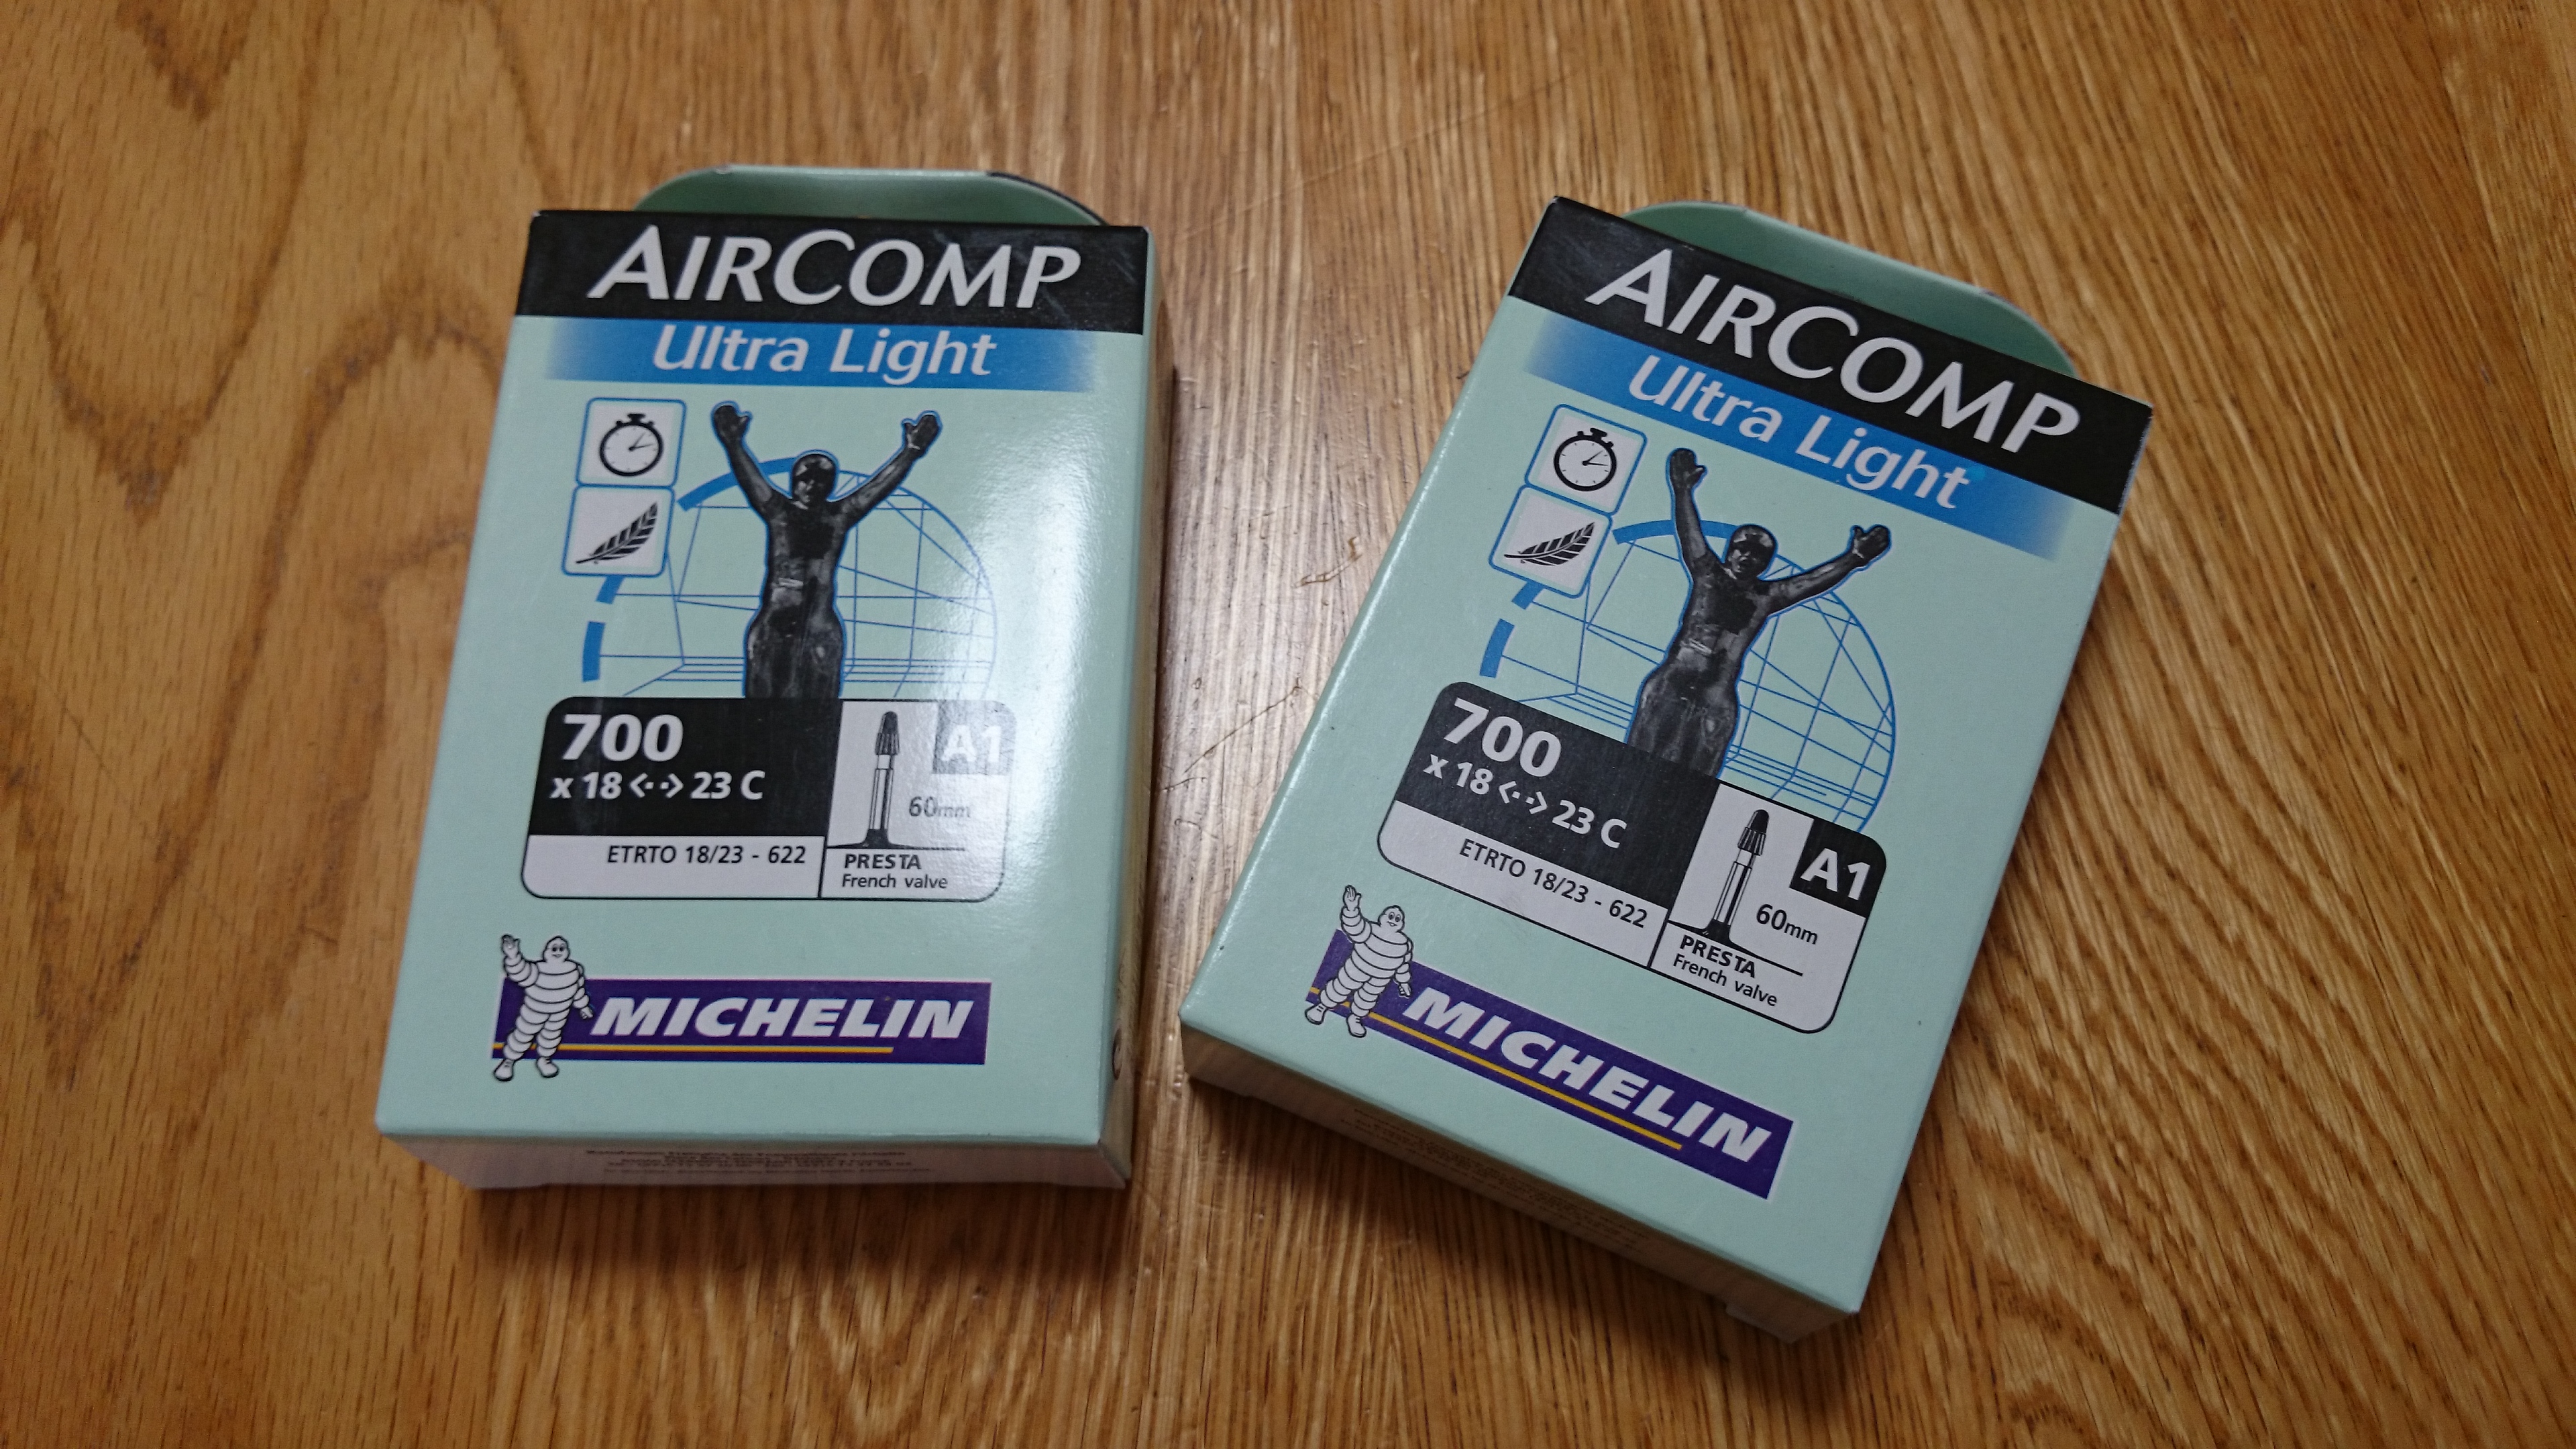 AIRCOMP
Ultra Light
700
x 18 <··> 23 C
ETRTO 18/23 - 622
A1
60mm
PRESTA
French valve
MICHELIN
AIRCOMP
Ultra Light
700
x 18 <··> 23 C
ETRTO 18/23 - 622
A1
60mm
PRESTA
French valve
MICHELIN